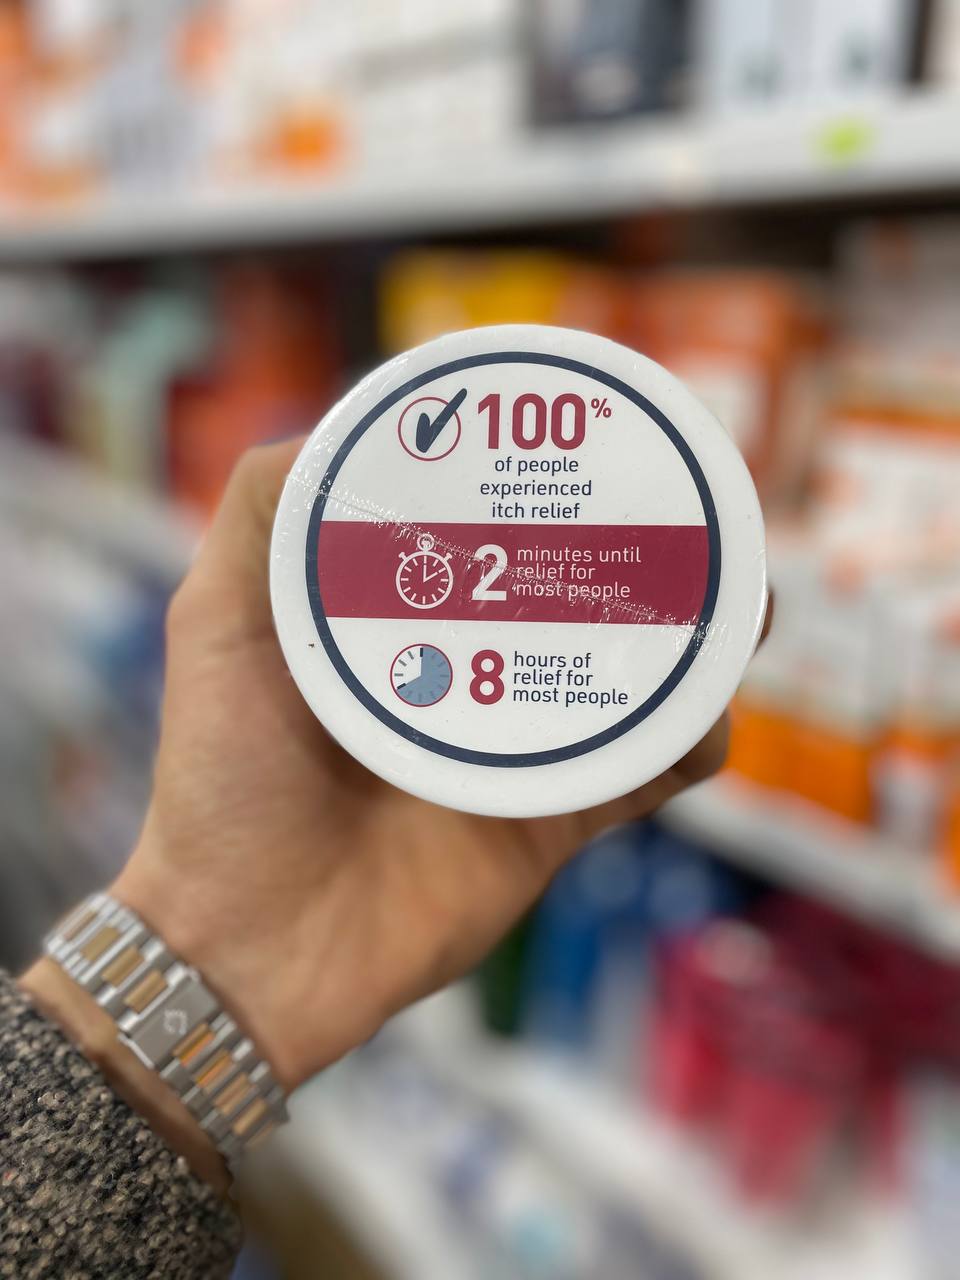 100%
of people
experienced
itch relief
2 minutes until
relief for
most people
8 hours of
relief for
most people